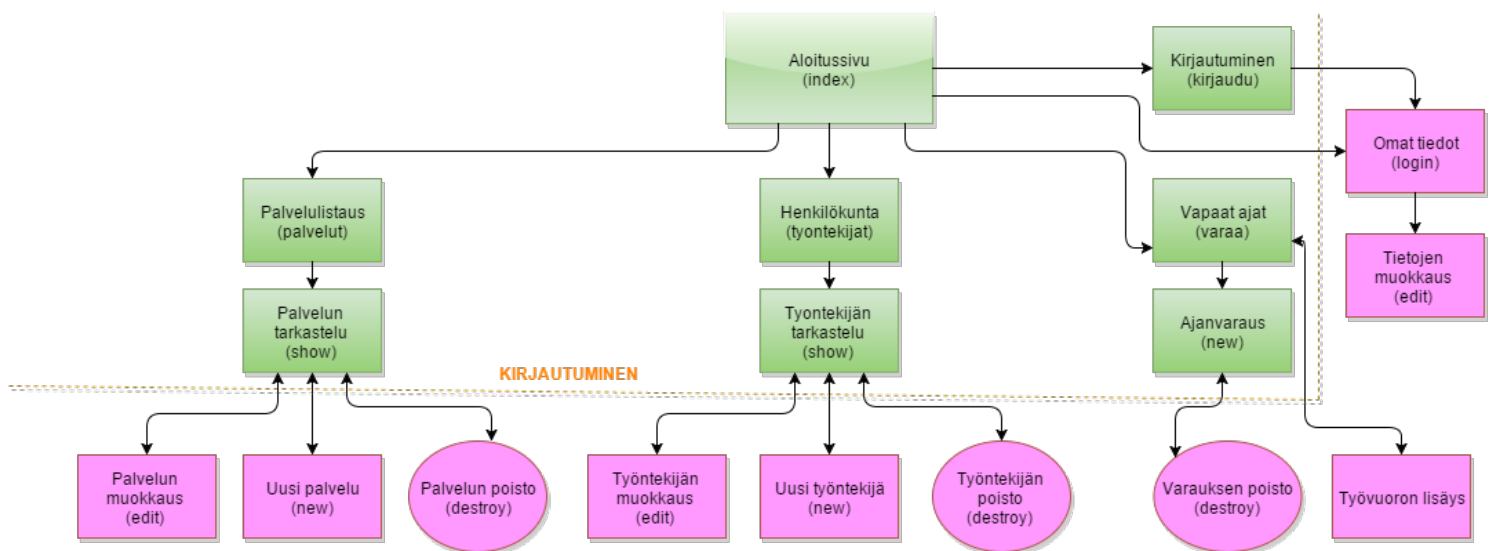 Aloitussivu
(index)
Kirjautuminen
(kirjaudu)
Omat tiedot
(login)
Palvelulistaus
(palvelut)
Henkilökunta
(tyontekijat)
Vapaat ajat
(varaa)
Tietojen
muokkaus
(edit)
Palvelun
tarkastelu
(show)
Tyontekijän
tarkastelu
(show)
Ajanvaraus
(new)
KIRJAUTUMINEN
Palvelun
muokkaus
(edit)
Uusi palvelu
(new)
Palvelun poisto
(destroy)
Työntekijän
muokkaus
(edit)
Uusi työntekijä
(new)
Työntekijän
poisto
(destroy)
Varauksen poisto
(destroy)
Työvuoron lisäys